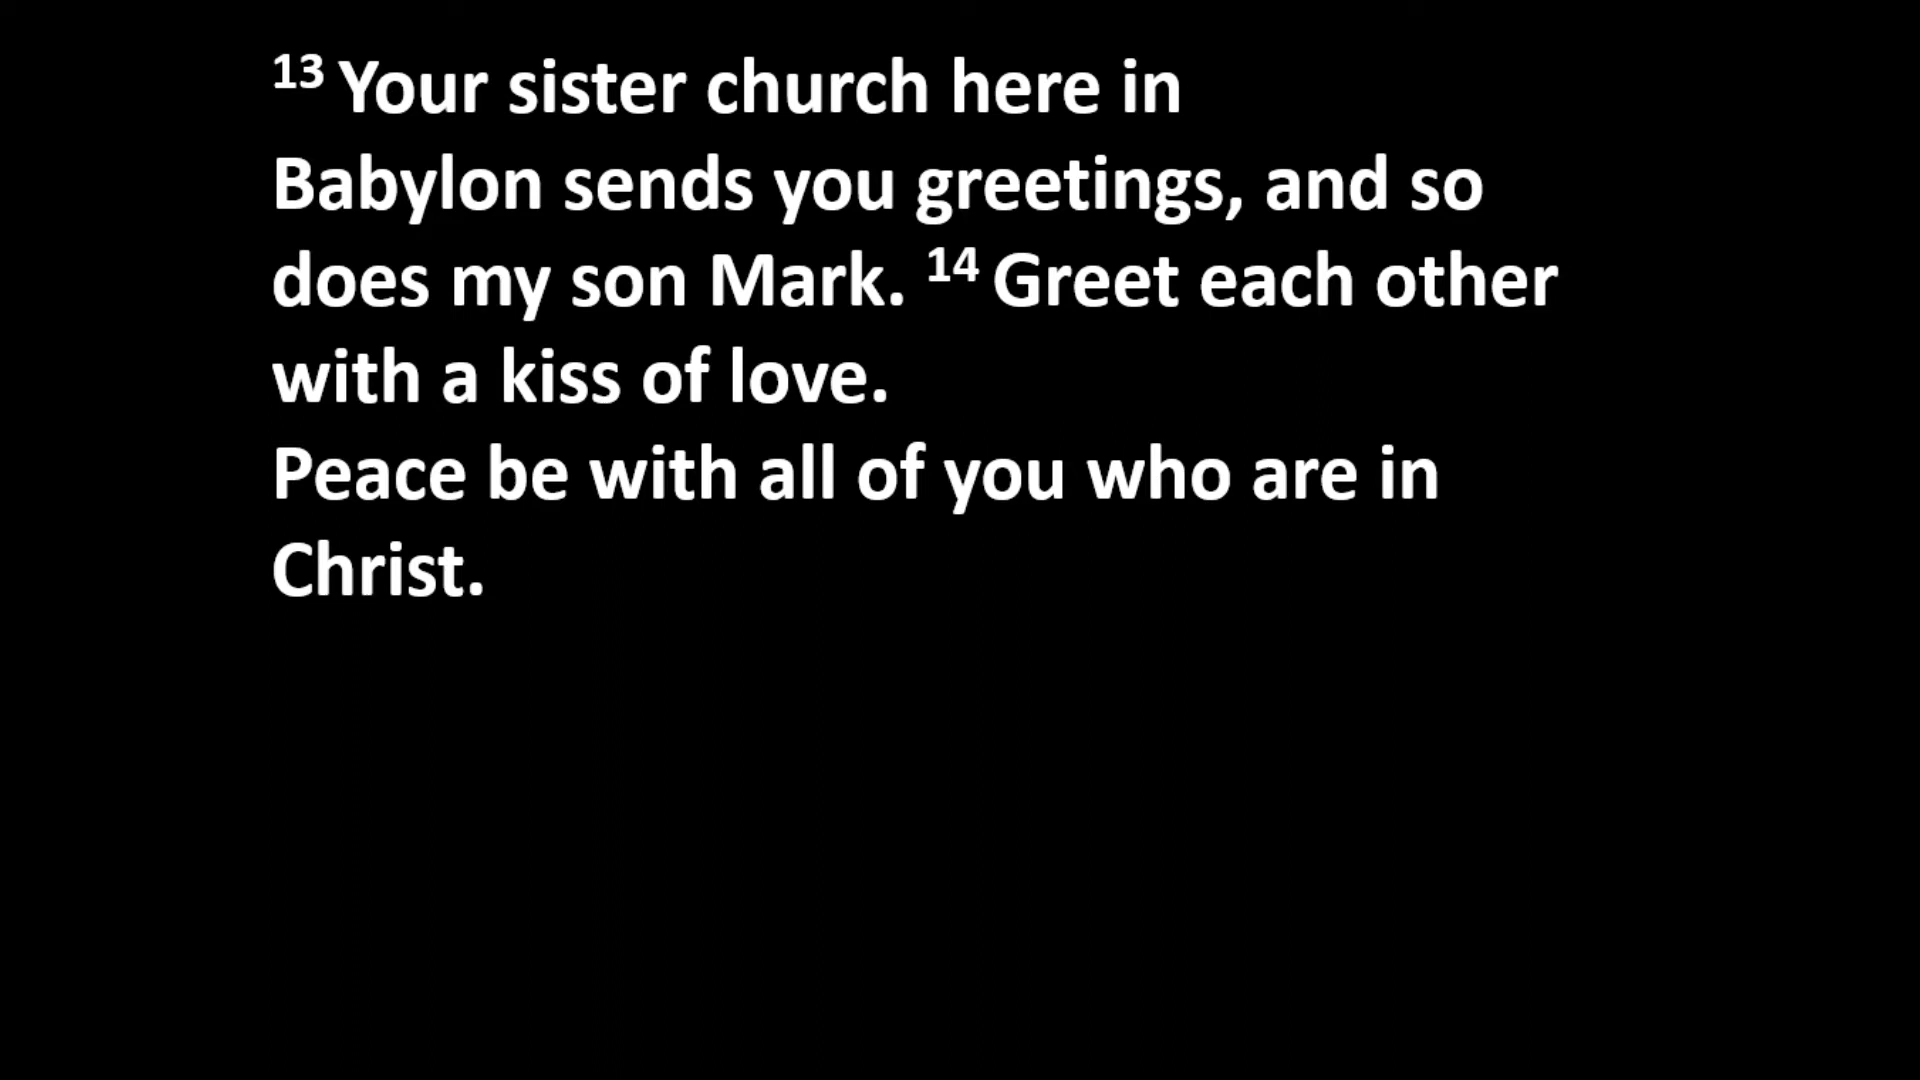 13 Your sister church here in
Babylon sends you greetings, and so
does my son Mark. 14 Greet each other
with a kiss of love.
Peace be with all of you who are in
Christ.